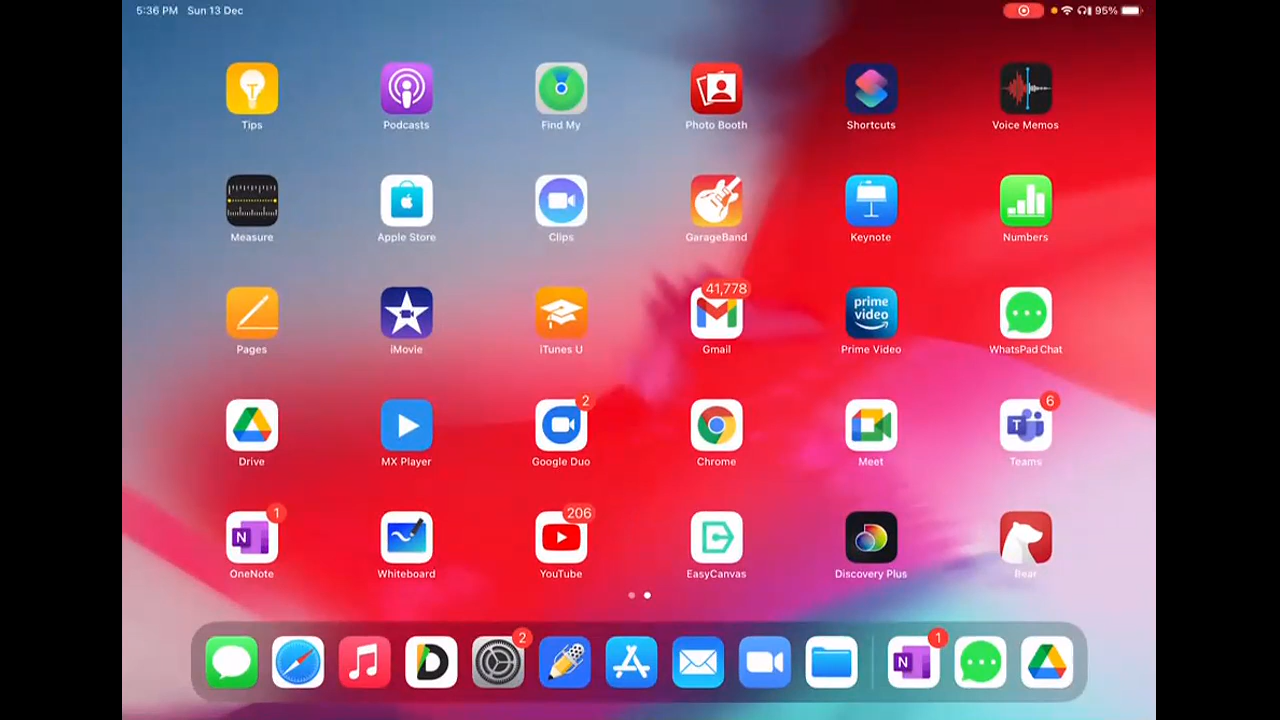 5:36 PM Sun 13 Dec 95%
Tips Podcasts Find My Photo Booth Shortcuts Voice Memos
Measure Apple Store Clips GarageBand Keynote Numbers
41,778
prime video
Pages iMovie iTunes U Gmail Prime Video WhatsPad Chat
2 6
T
Drive MX Player Google Duo Chrome Meet Teams
1 206
N
OneNote Whiteboard YouTube EasyCanvas Discovery Plus Bear
2 1
N